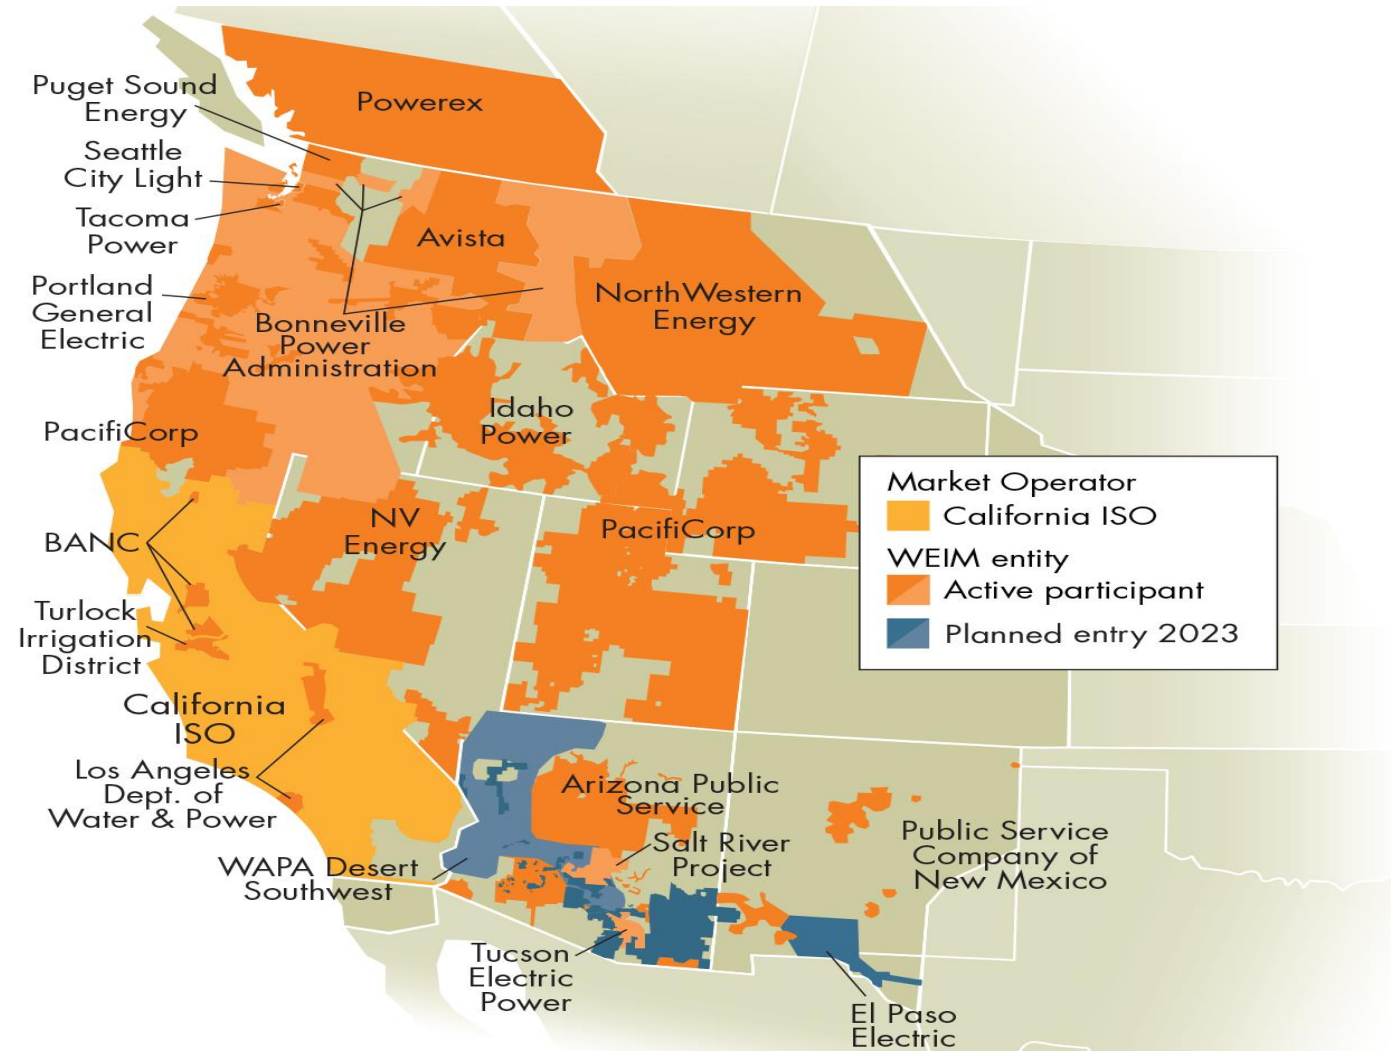 Puget Sound
Energy
Powerex
Seattle
City Light
Tacoma
Power
Avista
Portland
General
Electric
NorthWestern
Energy
Bonneville
Power
Administration
Idaho
Power
PacifiCorp
NV
Energy
PacifiCorp
BANC
Turlock
Irrigation
District
California
ISO
Los Angeles
Dept. of
Water & Power
Arizona Public
Service
Salt River
Project
Public Service
Company of
New Mexico
WAPA Desert
Southwest
Tucson
Electric
Power
El Paso
Electric
Market Operator
California ISO
WEIM entity
Active participant
Planned entry 2023